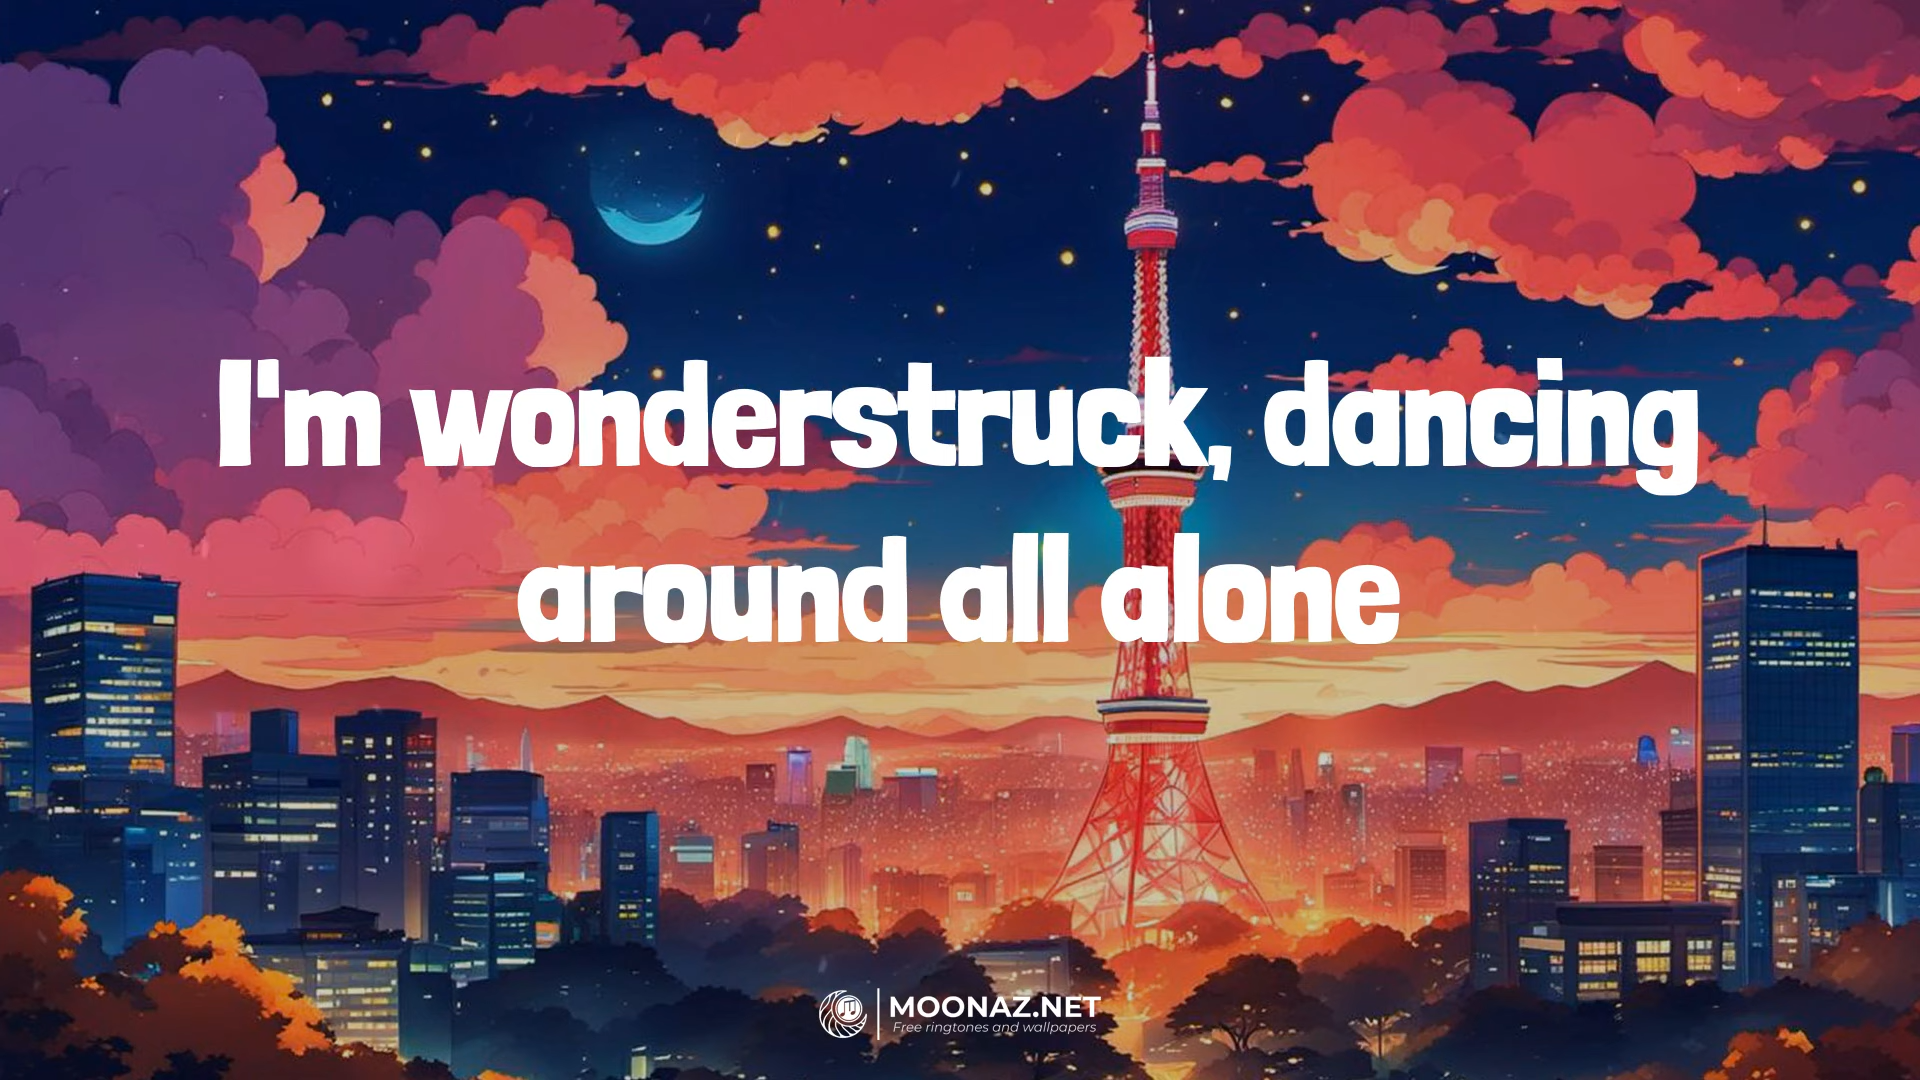 I'm wonderstruck, dancing
around all alone
MOONAZ.NET
Free ringtones and wallpapers